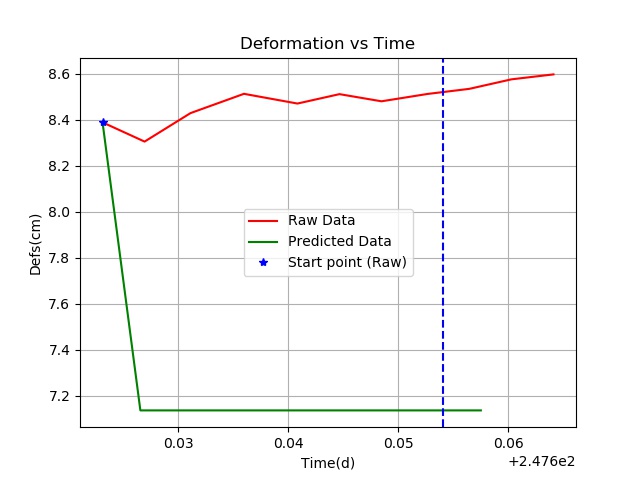 Deformation vs Time
8.6
8.4
8.2
8.0
7.8
7.6
7.4
7.2
Defs(cm)
Raw Data
Predicted Data
Start point (Raw)
0.03 0.04 0.05 0.06
Time(d)
+2.476e2